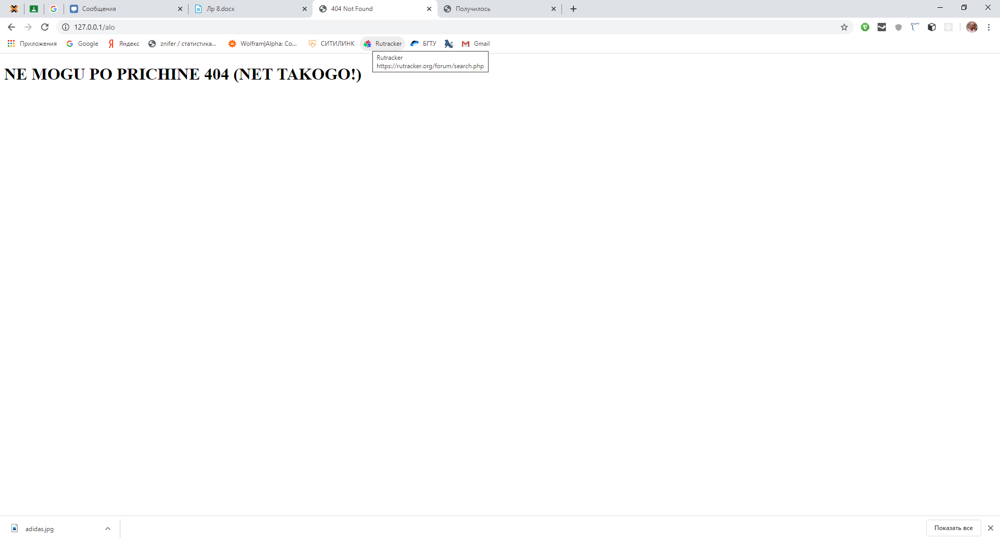 Сообщения
Лр 8.docx
404 Not Found
Получилось
127.0.0.1/alo
Приложения
Google
Яндекс
znifer / статистика...
Wolfram|Alpha: Co...
СИТИЛИНК
Rutracker
БГТУ
Gmail
Rutracker
https://rutracker.org/forum/search.php
NE MOGU PO PRICHINE 404 (NET TAKOGO!)
adidas.jpg
Показать все